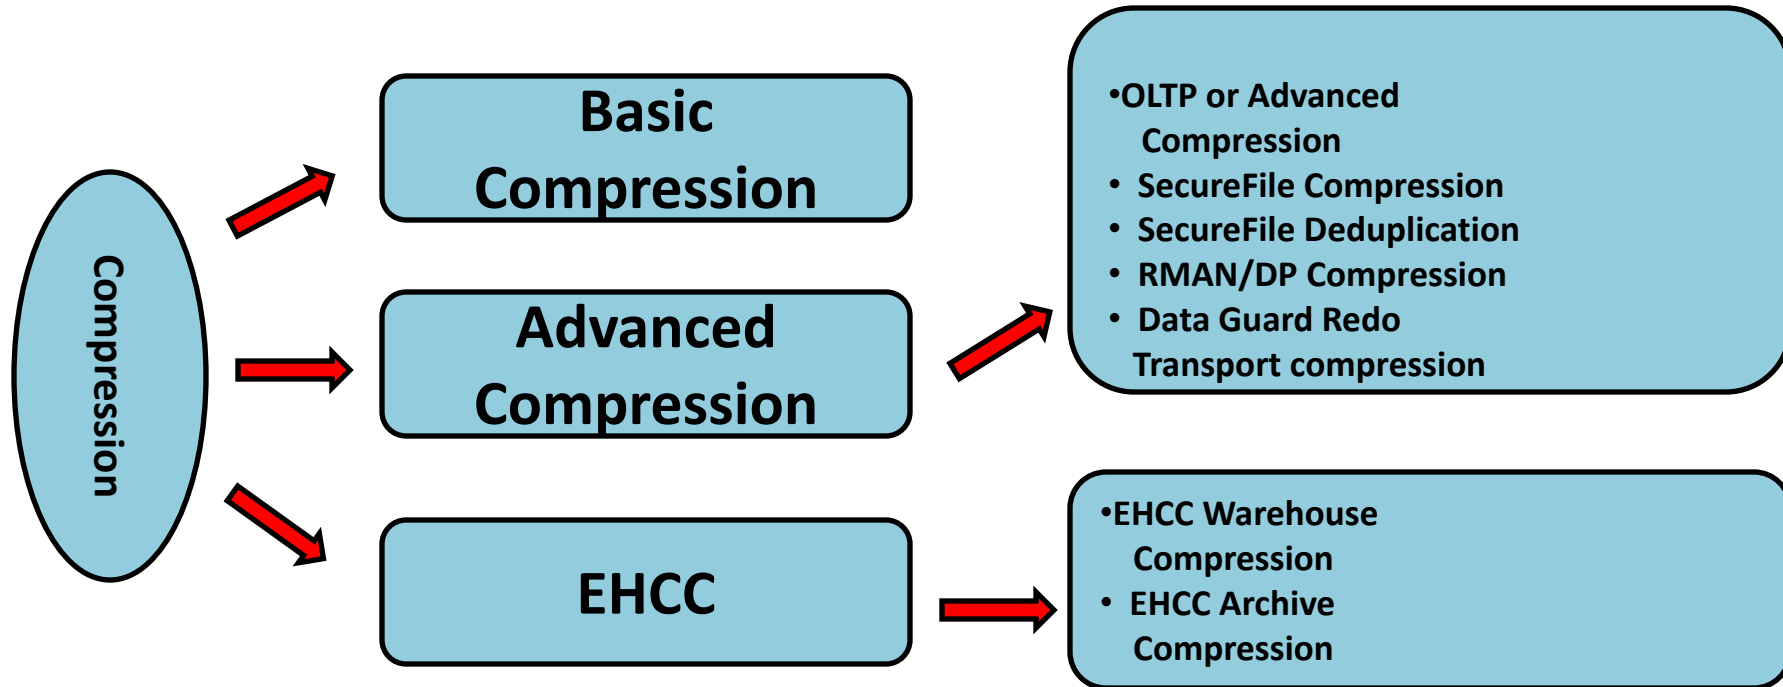 Compression
Basic
Compression
Advanced
Compression
EHCC
•OLTP or Advanced
Compression
• SecureFile Compression
• SecureFile Deduplication
• RMAN/DP Compression
• Data Guard Redo
Transport compression
•EHCC Warehouse
Compression
• EHCC Archive
Compression